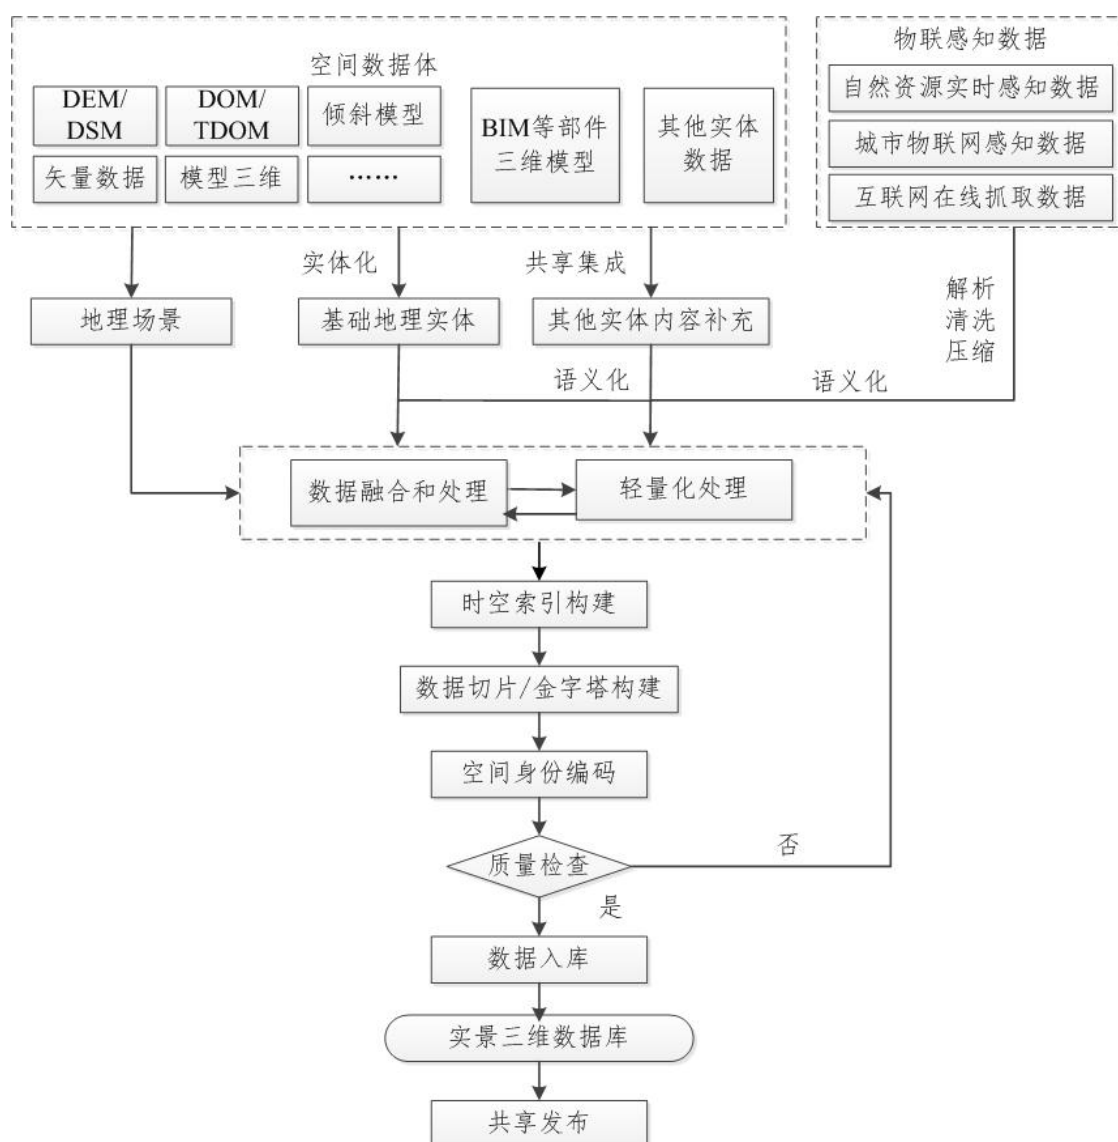 空间数据体
DEM/
DSM
DOM/
TDOM
倾斜模型
矢量数据
模型三维
……
BIM等部件
三维模型
其他实体
数据
物联感知数据
自然资源实时感知数据
城市物联网感知数据
互联网在线抓取数据
实体化
共享集成
解析
清洗
压缩
地理场景
基础地理实体
其他实体内容补充
语义化
语义化
数据融合和处理
轻量化处理
时空索引构建
数据切片/金字塔构建
空间身份编码
质量检查
否
是
数据入库
实景三维数据库
共享发布